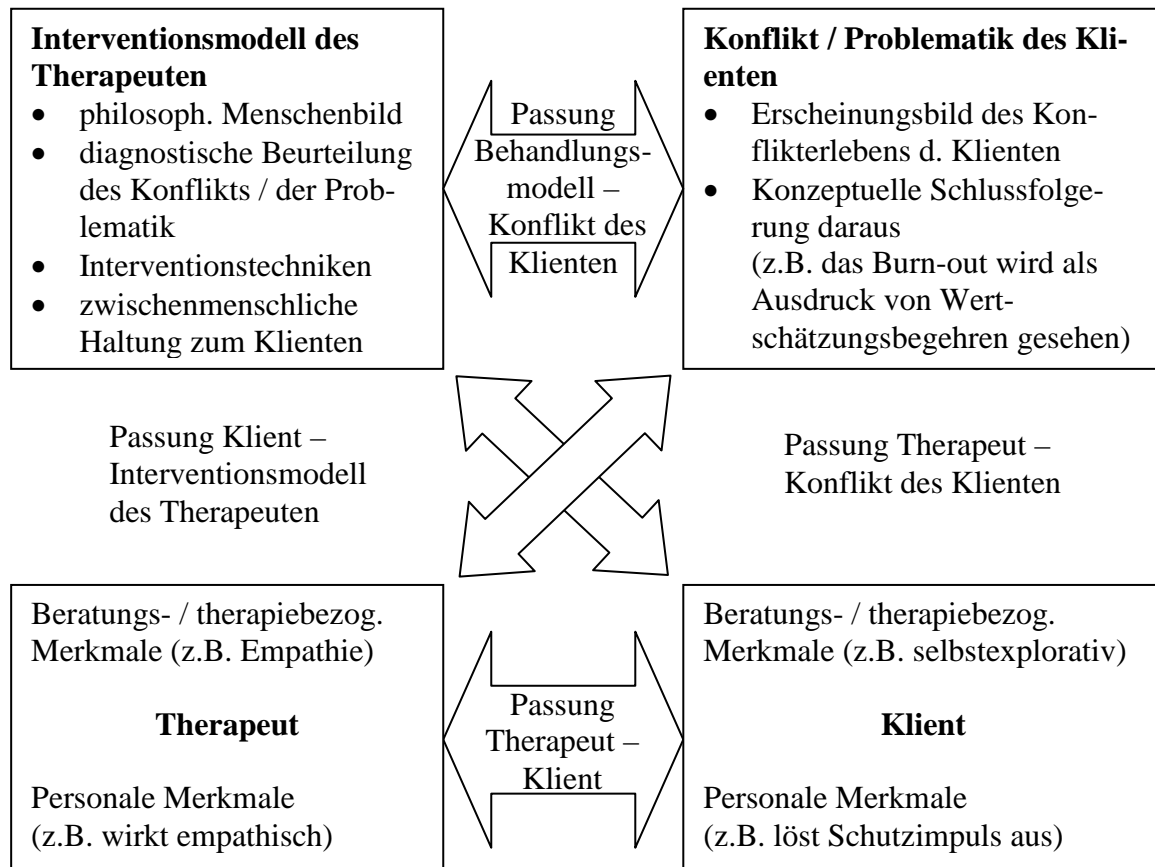 Interventionsmodell des
Therapeuten
• philosoph. Menschenbild
• diagnostische Beurteilung
des Konflikts / der Prob-
lematik
• Interventionstechniken
• zwischenmenschliche
Haltung zum Klienten
Passung
Behandlungs-
modell –
Konflikt des
Klienten
Konflikt / Problematik des Kli-
enten
• Erscheinungsbild des Kon-
flikterlebens d. Klienten
• Konzeptuelle Schlussfolge-
rung daraus
(z.B. das Burn-out wird als
Ausdruck von Wert-
schätzungsbegehren gesehen)
Passung Klient –
Interventionsmodell
des Therapeuten
Passung Therapeut –
Konflikt des Klienten
Beratungs- / therapiebezog.
Merkmale (z.B. Empathie)
Therapeut
Personale Merkmale
(z.B. wirkt empathisch)
Passung
Therapeut –
Klient
Beratungs- / therapiebezog.
Merkmale (z.B. selbstexplorativ)
Klient
Personale Merkmale
(z.B. löst Schutzimpuls aus)